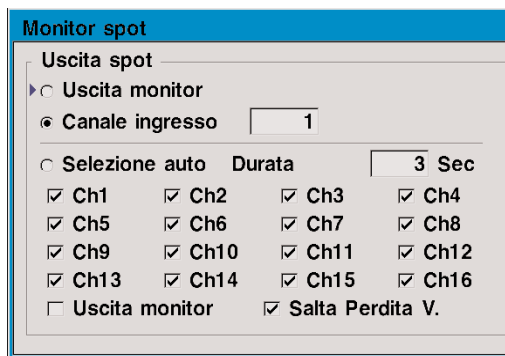 Monitor spot
Uscita spot
Uscita monitor
Canale ingresso 1
Selezione auto Durata 3 Sec
Ch1 Ch2 Ch3 Ch4
Ch5 Ch6 Ch7 Ch8
Ch9 Ch10 Ch11 Ch12
Ch13 Ch14 Ch15 Ch16
Uscita monitor Salta Perdita V.